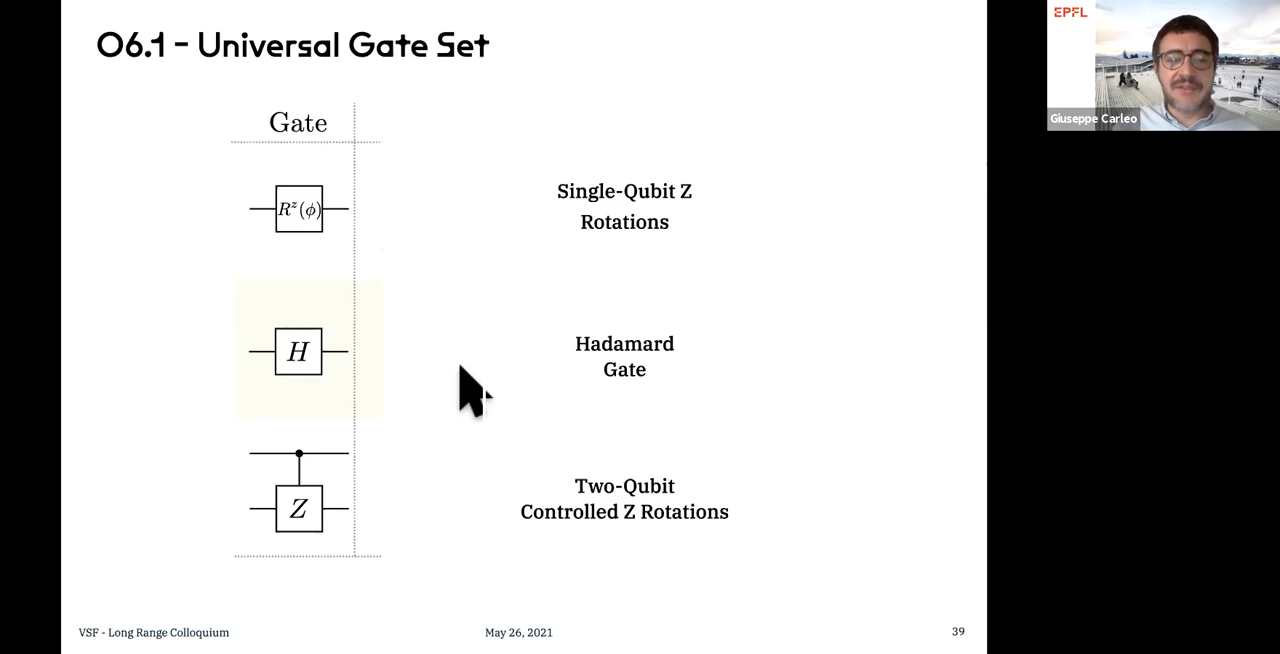 06.1 - Universal Gate Set
Gate
R^z(ϕ)
Single-Qubit Z
Rotations
H
Hadamard
Gate
Z
Two-Qubit
Controlled Z Rotations
VSF - Long Range Colloquium
May 26, 2021
39
EPFL
Giuseppe Carleo